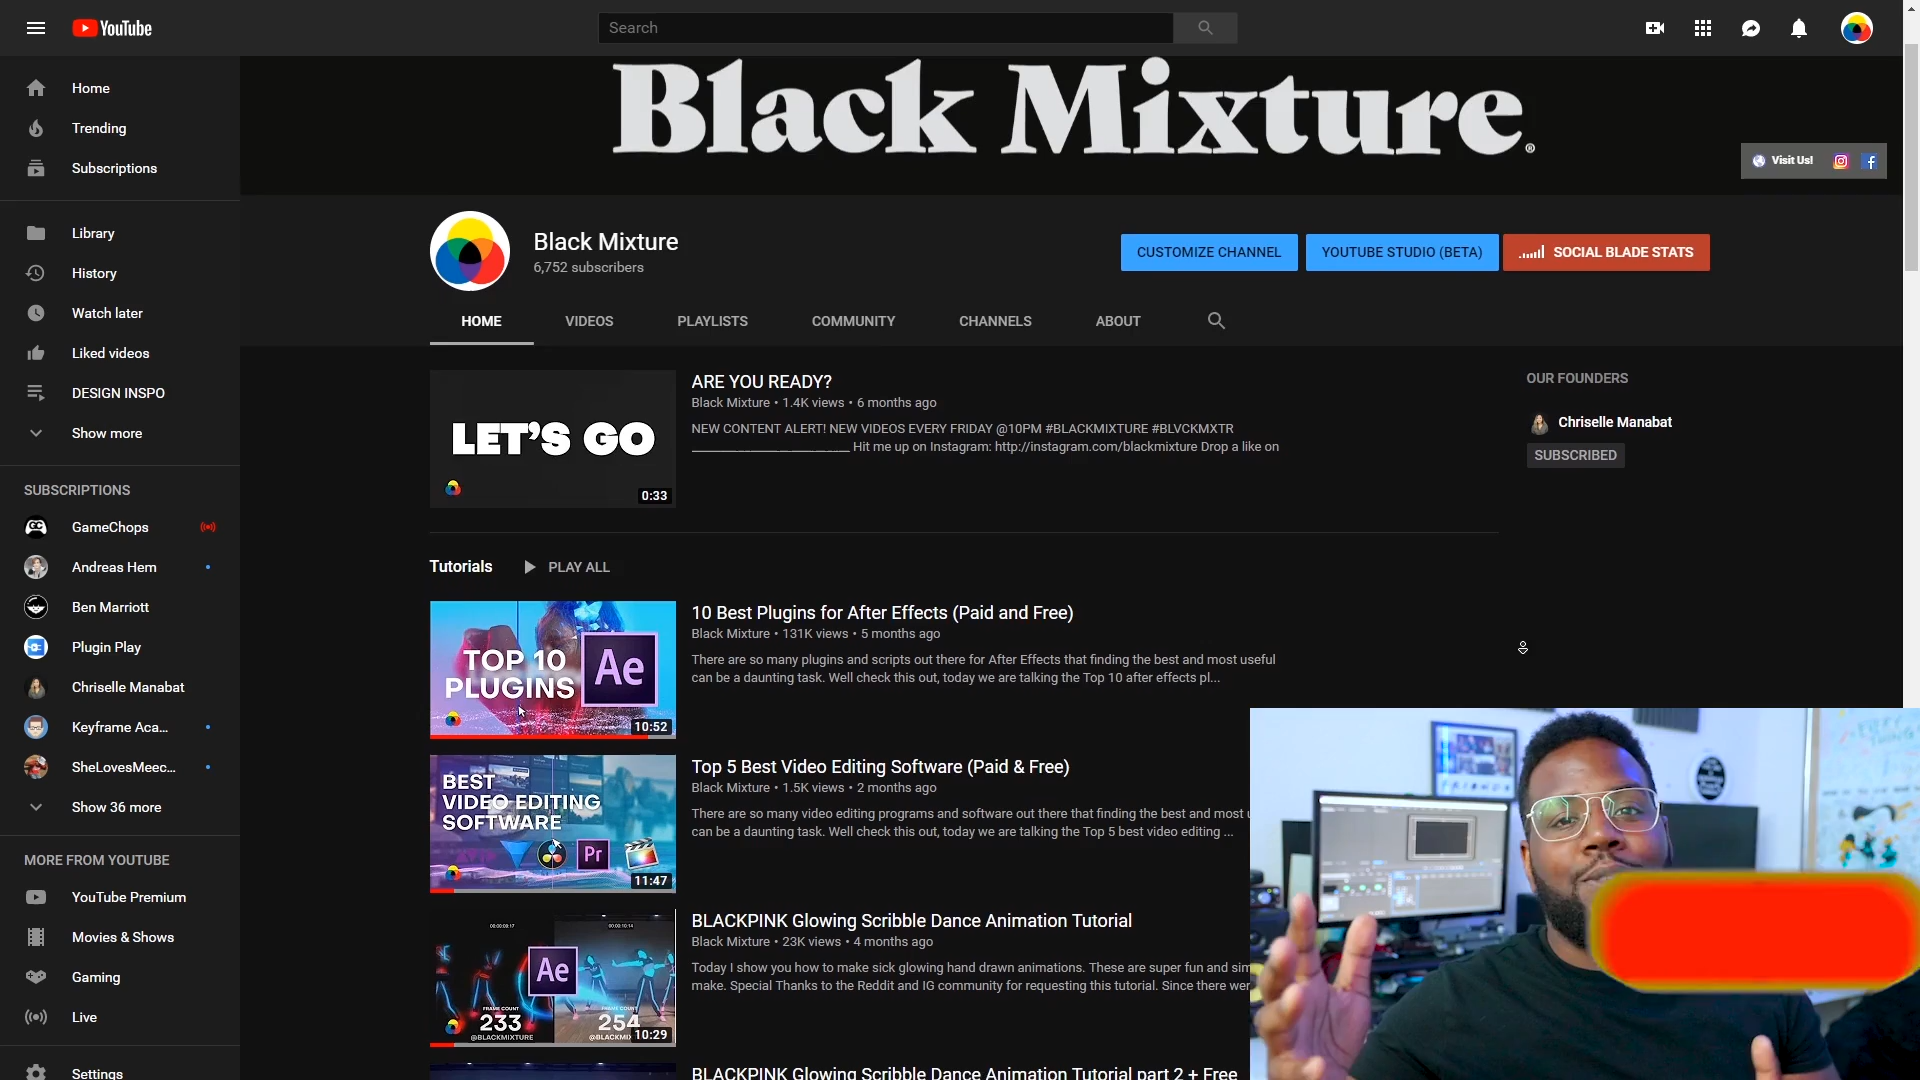 YouTube
Search
Black Mixture®
Visit Us!
Home
Trending
Subscriptions
Library
History
Watch later
Liked videos
DESIGN INSPO
Show more
SUBSCRIPTIONS
GameChops
Andreas Hem
Ben Marriott
Plugin Play
Chriselle Manabat
Keyframe Aca...
SheLovesMeec...
Show 36 more
MORE FROM YOUTUBE
YouTube Premium
Movies & Shows
Gaming
Live
Settings
Black Mixture
6,752 subscribers
CUSTOMIZE CHANNEL
YOUTUBE STUDIO (BETA)
SOCIAL BLADE STATS
HOME
VIDEOS
PLAYLISTS
COMMUNITY
CHANNELS
ABOUT
LET'S GO
0:33
ARE YOU READY?
Black Mixture • 1.4K views • 6 months ago
NEW CONTENT ALERT! NEW VIDEOS EVERY FRIDAY @10PM #BLACKMIXTURE #BLVCKMXTR
Hit me up on Instagram: http://instagram.com/blackmixture Drop a like on
OUR FOUNDERS
Chriselle Manabat
SUBSCRIBED
Tutorials
PLAY ALL
TOP 10
PLUGINS
Ae
10:52
10 Best Plugins for After Effects (Paid and Free)
Black Mixture • 131K views • 5 months ago
There are so many plugins and scripts out there for After Effects that finding the best and most useful
can be a daunting task. Well check this out, today we are talking the Top 10 after effects pl...
BEST
VIDEO EDITING
SOFTWARE
Pr
11:47
Top 5 Best Video Editing Software (Paid & Free)
Black Mixture • 1.5K views • 2 months ago
There are so many video editing programs and software out there that finding the best and most
can be a daunting task. Well check this out, today we are talking the Top 5 best video editing ...
Ae
FRAME COUNT
233
@BLACKMIXTURE
FRAME COUNT
254
@BLACKMIX
10:29
BLACKPINK Glowing Scribble Dance Animation Tutorial
Black Mixture • 23K views • 4 months ago
Today I show you how to make sick glowing hand drawn animations. These are super fun and sim
make. Special Thanks to the Reddit and IG community for requesting this tutorial. Since there wer
BLACKPINK Glowing Scribble Dance Animation Tutorial part 2 + Free